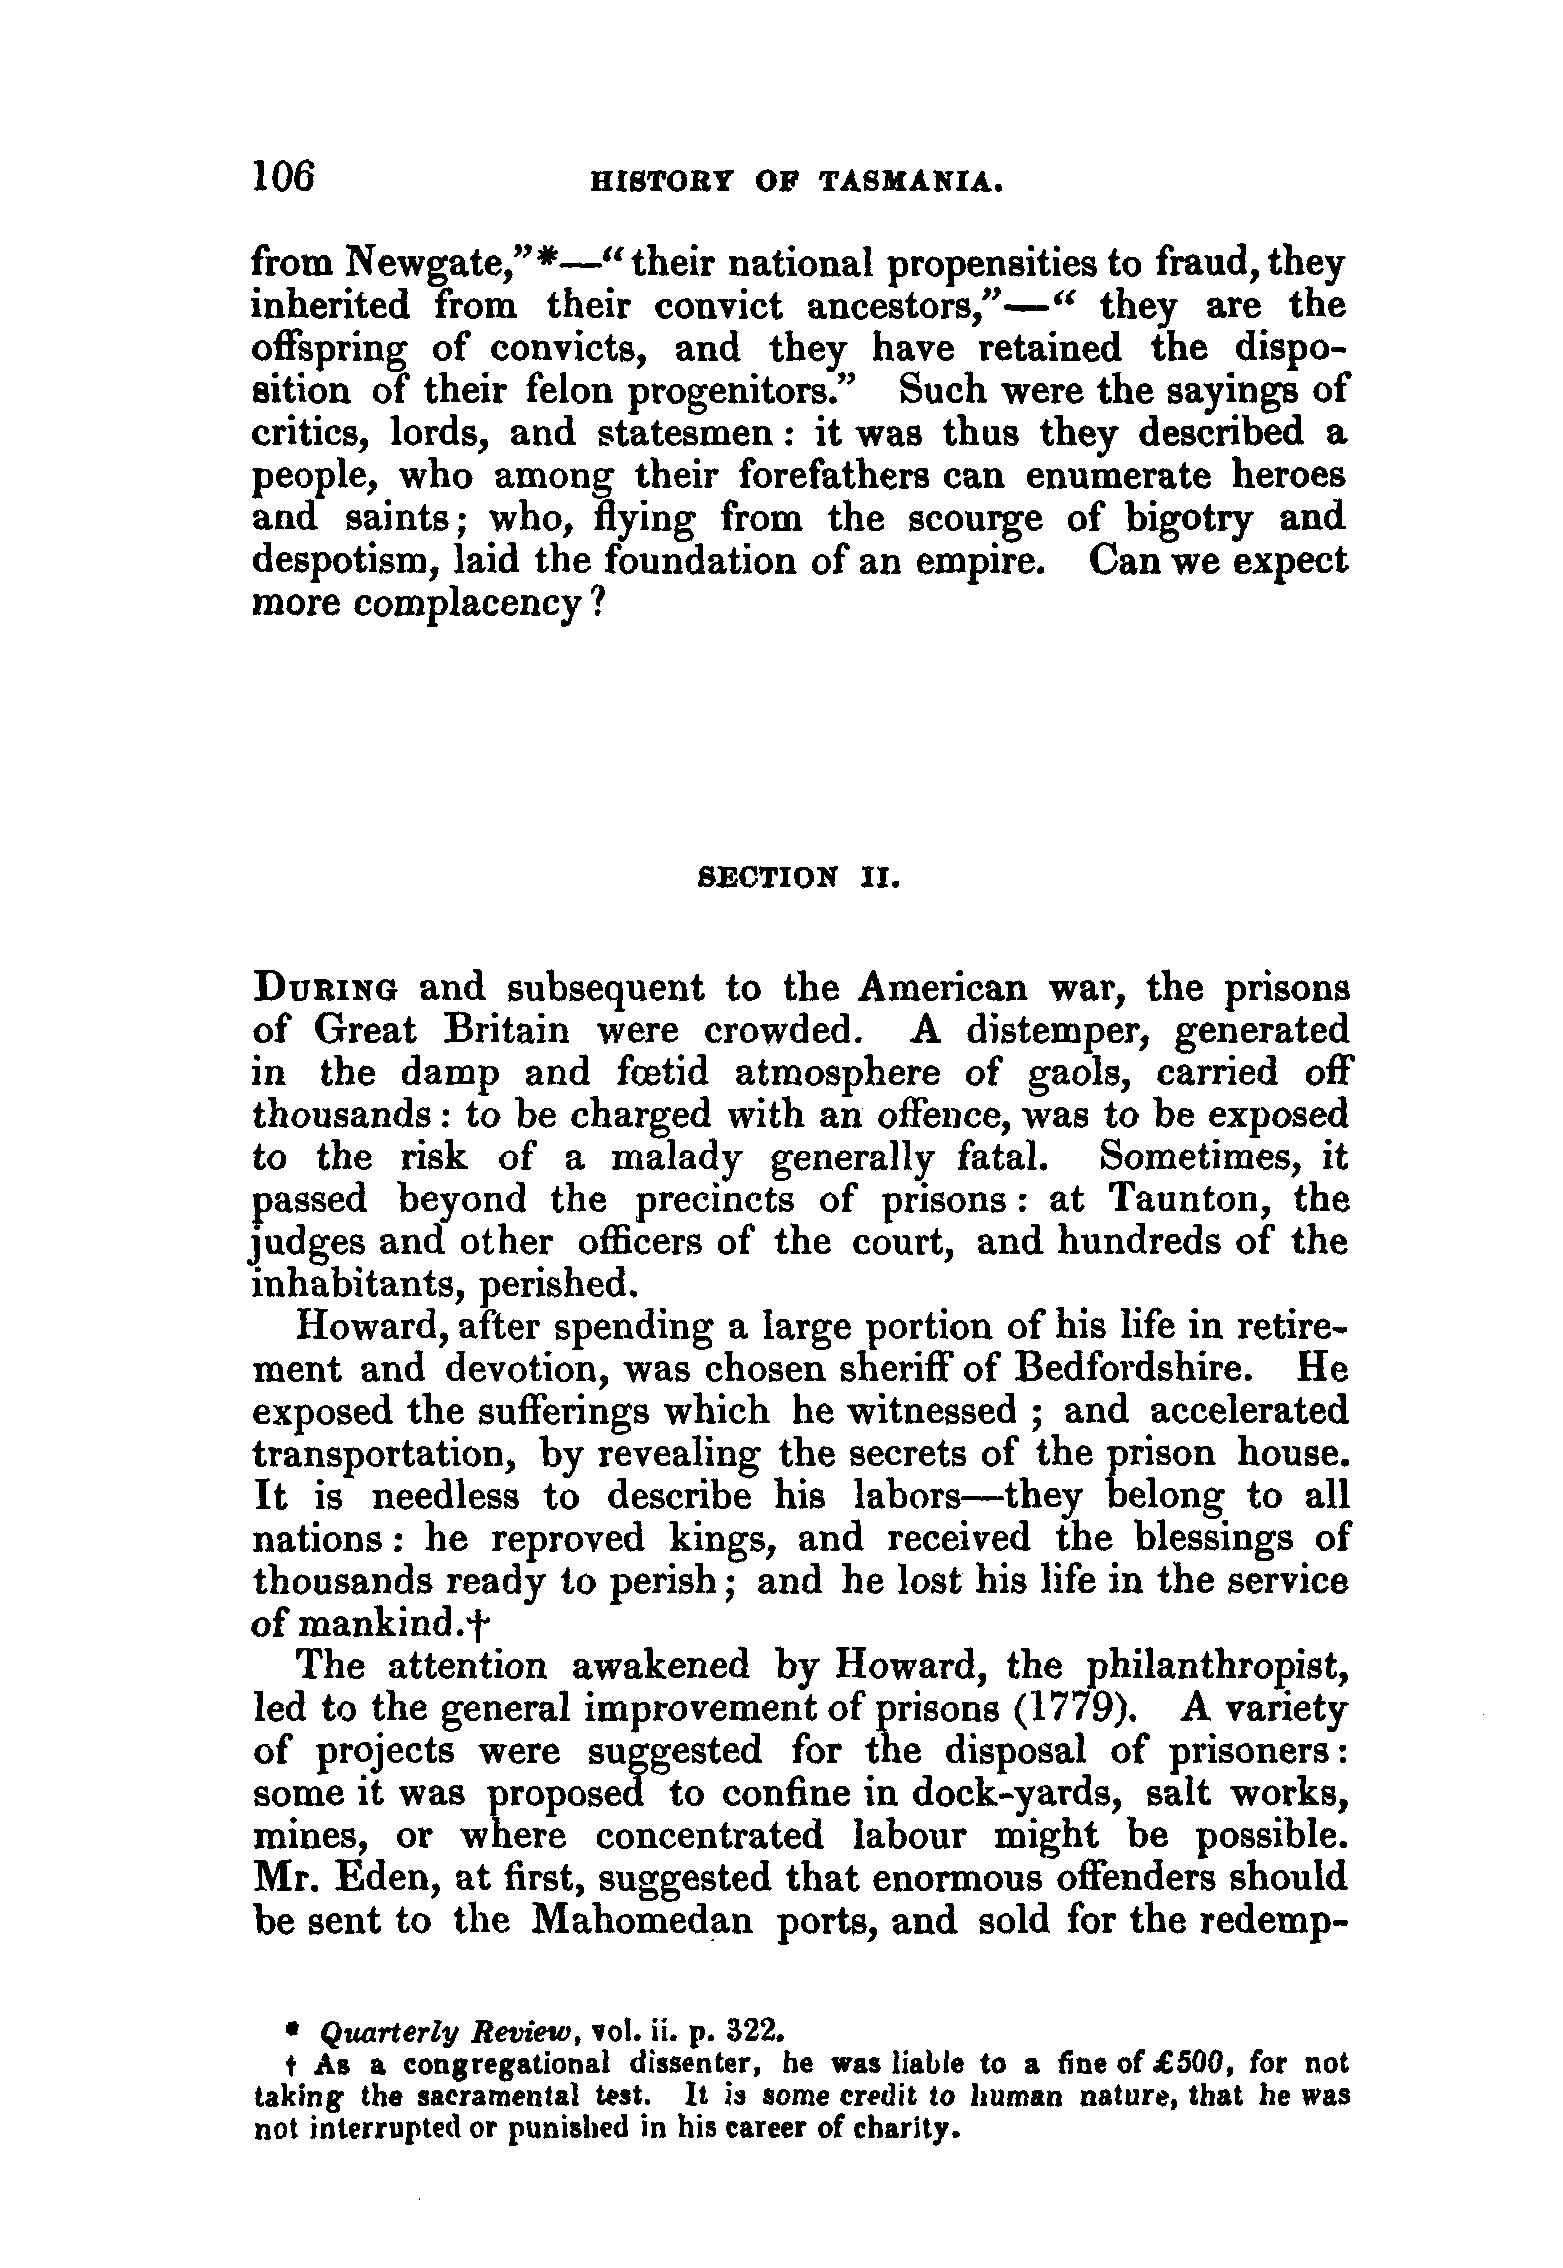 106 HISTORY OF TASMANIA.
from Newgate,”*—“their national propensities to fraud, they
inherited from their convict ancestors,”—“ they are the
offspring of convicts, and they have retained the dispo-
sition of their felon progenitors.” Such were the sayings of
critics, lords, and statesmen : it was thus they described a
people, who among their forefathers can enumerate heroes
and saints; who, flying from the scourge of bigotry and
despotism, laid the foundation of an empire. Can we expect
more complacency ?
SECTION II.
DURING and subsequent to the American war, the prisons
of Great Britain were crowded. A distemper, generated
in the damp and fœtid atmosphere of gaols, carried off
thousands : to be charged with an offence, was to be exposed
to the risk of a malady generally fatal. Sometimes, it
passed beyond the precincts of prisons : at Taunton, the
judges and other officers of the court, and hundreds of the
inhabitants, perished.
Howard, after spending a large portion of his life in retire-
ment and devotion, was chosen sheriff of Bedfordshire. He
exposed the sufferings which he witnessed ; and accelerated
transportation, by revealing the secrets of the prison house.
It is needless to describe his labors—they belong to all
nations : he reproved kings, and received the blessings of
thousands ready to perish; and he lost his life in the service
of mankind.†
The attention awakened by Howard, the philanthropist,
led to the general improvement of prisons (1779). A variety
of projects were suggested for the disposal of prisoners:
some it was proposed to confine in dock-yards, salt works,
mines, or where concentrated labour might be possible.
Mr. Eden, at first, suggested that enormous offenders should
be sent to the Mahomedan ports, and sold for the redemp-
* Quarterly Review, vol. ii. p. 322.
† As a congregational dissenter, he was liable to a fine of £500, for not
taking the sacramental test. It is some credit to human nature, that he was
not interrupted or punished in his career of charity.